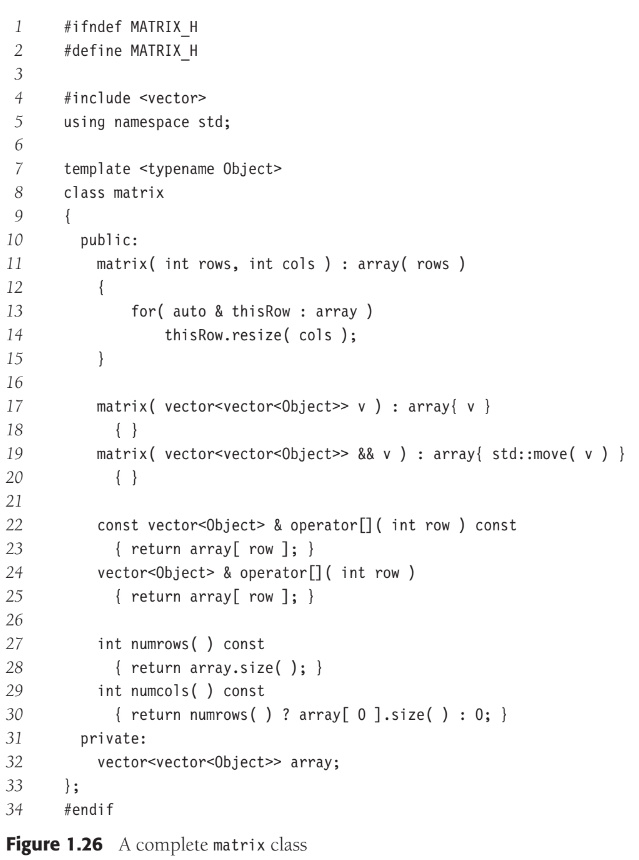 1 #ifndef MATRIX_H
2 #define MATRIX_H
3
4 #include <vector>
5 using namespace std;
6
7 template <typename Object>
8 class matrix
9 {
10 public:
11 matrix( int rows, int cols ) : array( rows )
12 {
13 for( auto & thisRow : array )
14 thisRow.resize( cols );
15 }
16
17 matrix( vector<vector<Object>> v ) : array{ v }
18 { }
19 matrix( vector<vector<Object>> && v ) : array{ std::move( v ) }
20 { }
21
22 const vector<Object> & operator[]( int row ) const
23 { return array[ row ]; }
24 vector<Object> & operator[]( int row )
25 { return array[ row ]; }
26
27 int numrows( ) const
28 { return array.size( ); }
29 int numcols( ) const
30 { return numrows( ) ? array[ 0 ].size( ) : 0; }
31 private:
32 vector<vector<Object>> array;
33 };
34 #endif
Figure 1.26 A complete matrix class